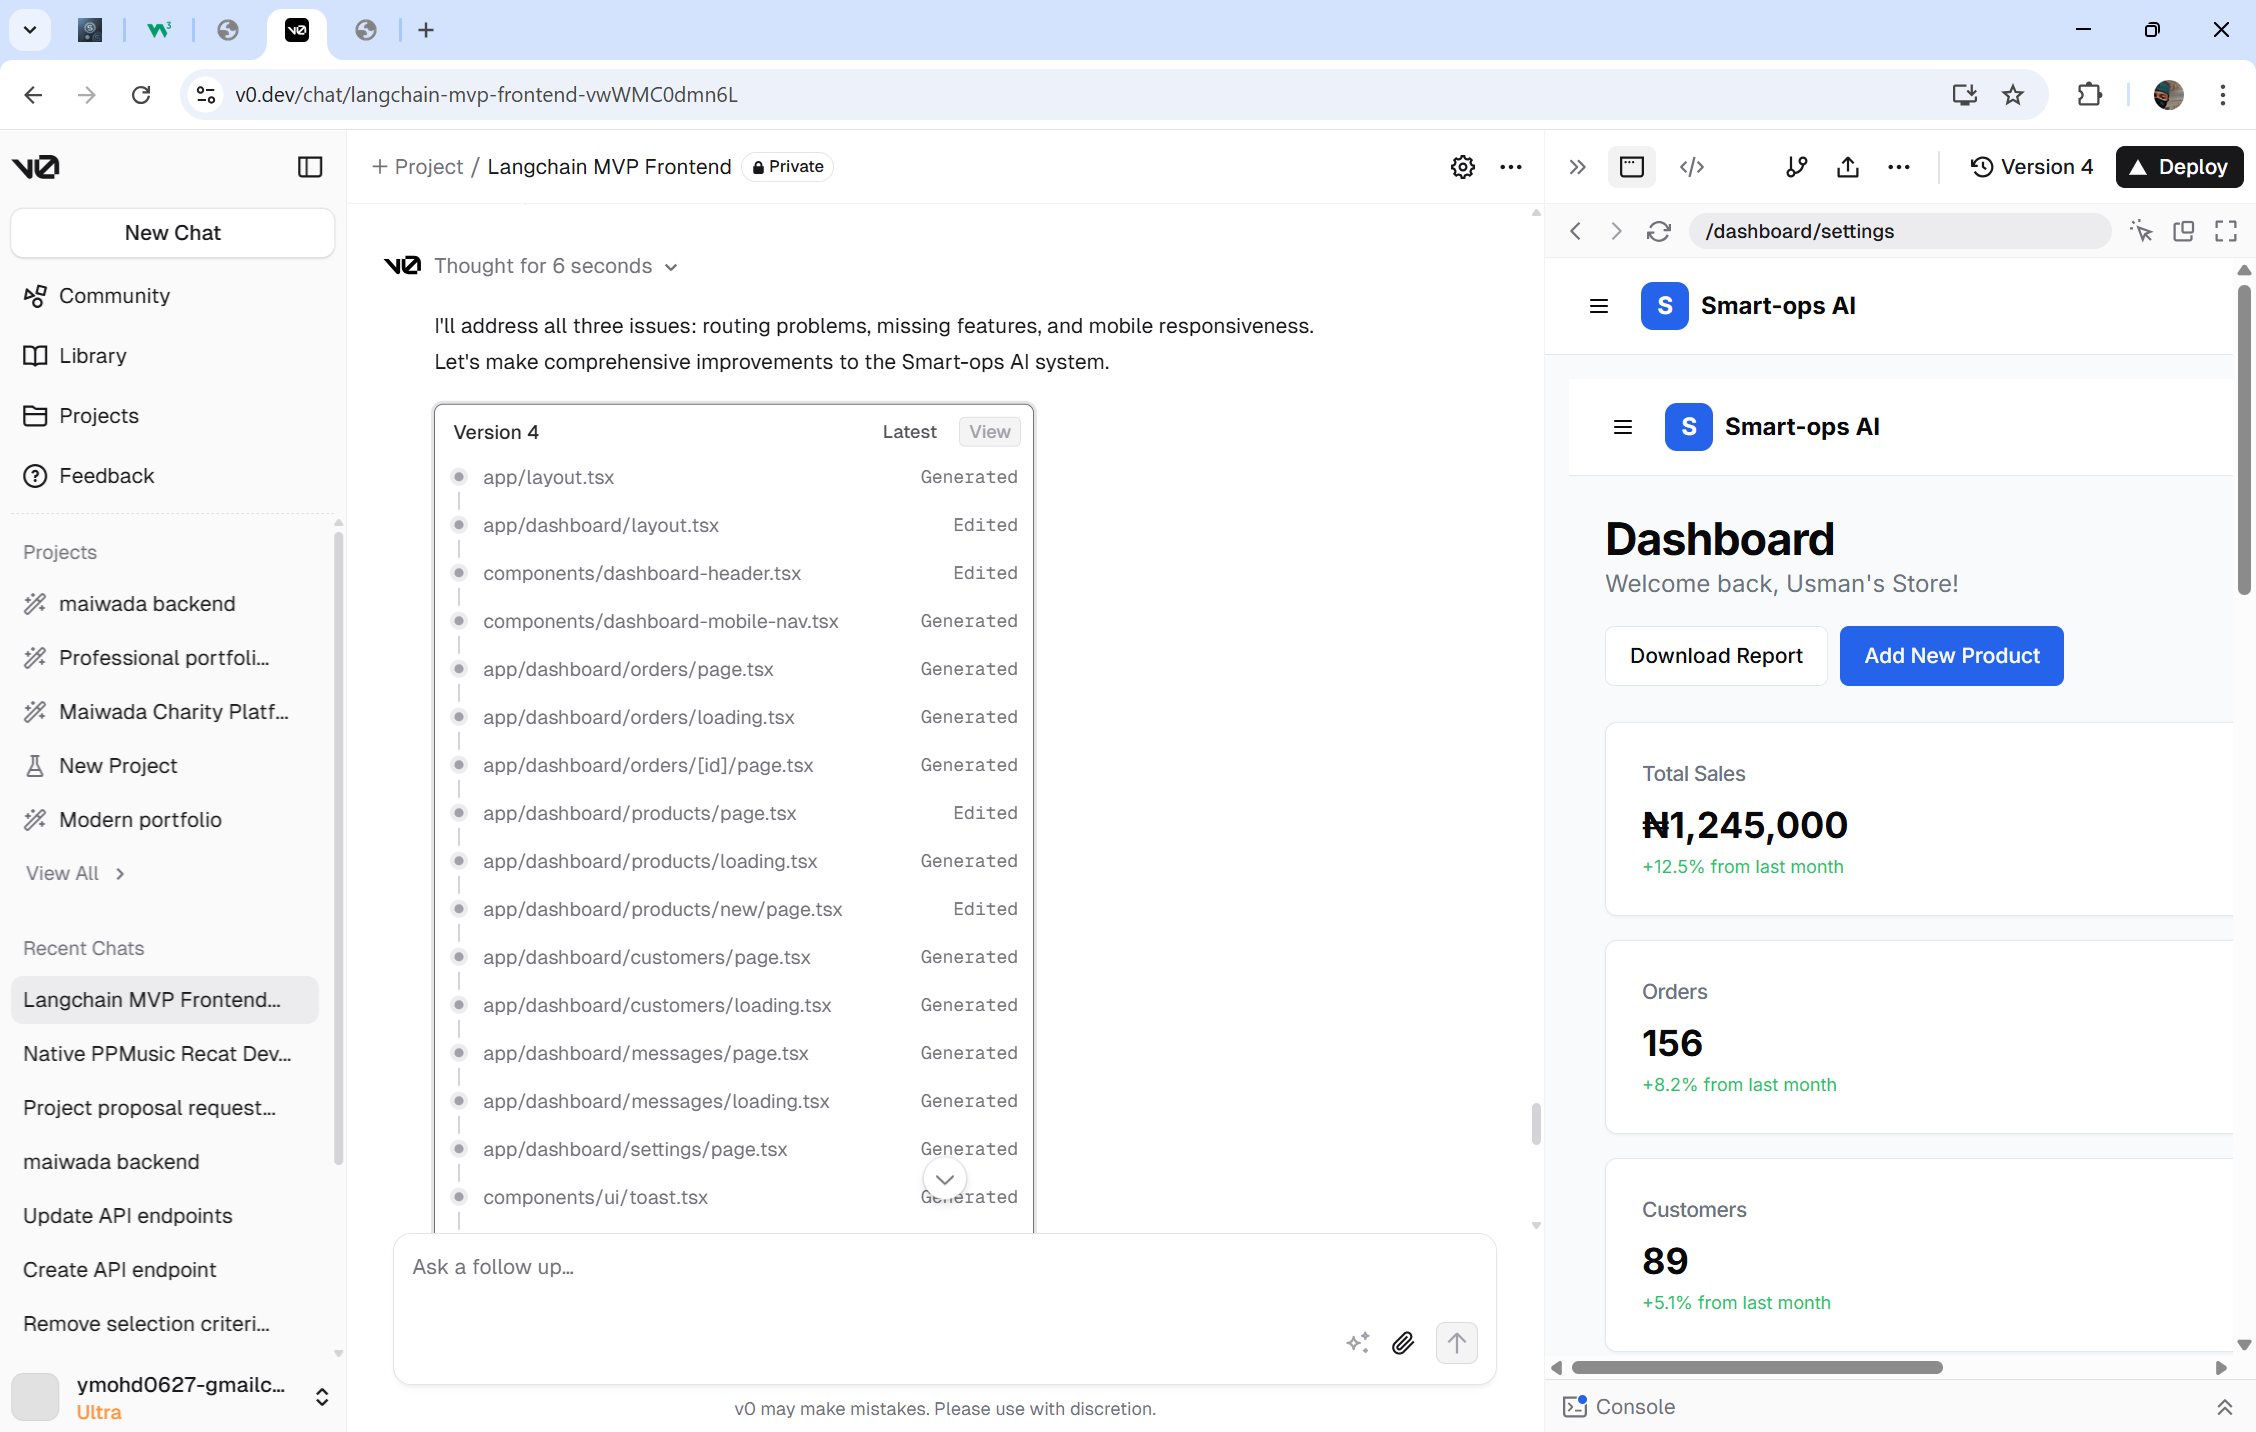 v0.dev/chat/langchain-mvp-frontend-vwWMC0dmn6L
v0
New Chat
Community
Library
Projects
Feedback
Projects
maiwada backend
Professional portfoli...
Maiwada Charity Platf...
New Project
Modern portfolio
View All
Recent Chats
Langchain MVP Frontend...
Native PPMusic Recat Dev...
Project proposal request...
maiwada backend
Update API endpoints
Create API endpoint
Remove selection criteri...
ymohd0627-gmailc...
Ultra
+ Project / Langchain MVP Frontend Private
v0 Thought for 6 seconds
I'll address all three issues: routing problems, missing features, and mobile responsiveness.
Let's make comprehensive improvements to the Smart-ops AI system.
Version 4 Latest View
app/layout.tsx Generated
app/dashboard/layout.tsx Edited
components/dashboard-header.tsx Edited
components/dashboard-mobile-nav.tsx Generated
app/dashboard/orders/page.tsx Generated
app/dashboard/orders/loading.tsx Generated
app/dashboard/orders/[id]/page.tsx Generated
app/dashboard/products/page.tsx Edited
app/dashboard/products/loading.tsx Generated
app/dashboard/products/new/page.tsx Edited
app/dashboard/customers/page.tsx Generated
app/dashboard/customers/loading.tsx Generated
app/dashboard/messages/page.tsx Generated
app/dashboard/messages/loading.tsx Generated
app/dashboard/settings/page.tsx Generated
components/ui/toast.tsx Generated
Ask a follow up...
v0 may make mistakes. Please use with discretion.
Version 4 Deploy
/dashboard/settings
S Smart-ops AI
S Smart-ops AI
Dashboard
Welcome back, Usman's Store!
Download Report Add New Product
Total Sales
₦1,245,000
+12.5% from last month
Orders
156
+8.2% from last month
Customers
89
+5.1% from last month
Console